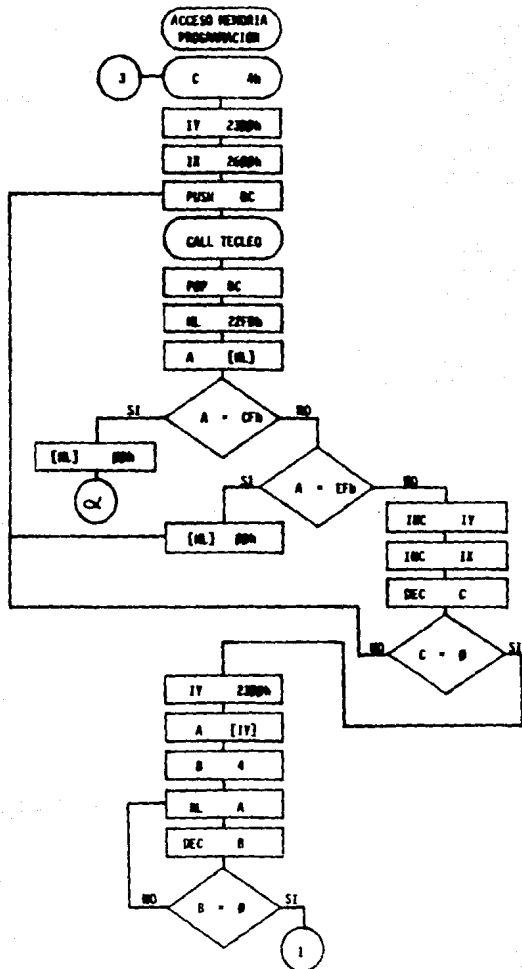 ACCESO MEMORIA
PROGRAMACION
3
C 4h
IY 2300h
IX 2600h
PUSH BC
CALL TECLEO
POP BC
HL 22F0h
A [HL]
SI A = CFh NO
[HL] 00h
2
SI A = EFh NO
[HL] 00h
INC IY
INC IX
DEC C
NO C = 0 SI
IY 2300h
A [IY]
B 4
RL A
DEC B
NO B = 0 SI
1